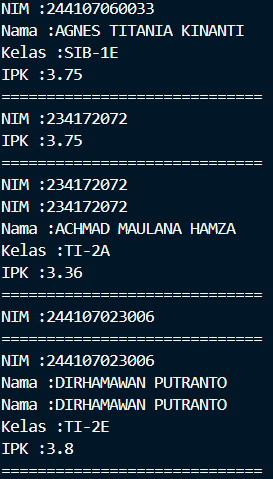 NIM :244107060033
Nama :AGNES TITANIA KINANTI
Kelas :SIB-1E
IPK :3.75
=============================
NIM :234172072
IPK :3.75
=============================
NIM :234172072
NIM :234172072
Nama :ACHMAD MAULANA HAMZA
Kelas :TI-2A
IPK :3.36
=============================
NIM :244107023006
=============================
NIM :244107023006
Nama :DIRHAMAWAN PUTRANTO
Nama :DIRHAMAWAN PUTRANTO
Kelas :TI-2E
IPK :3.8
=============================